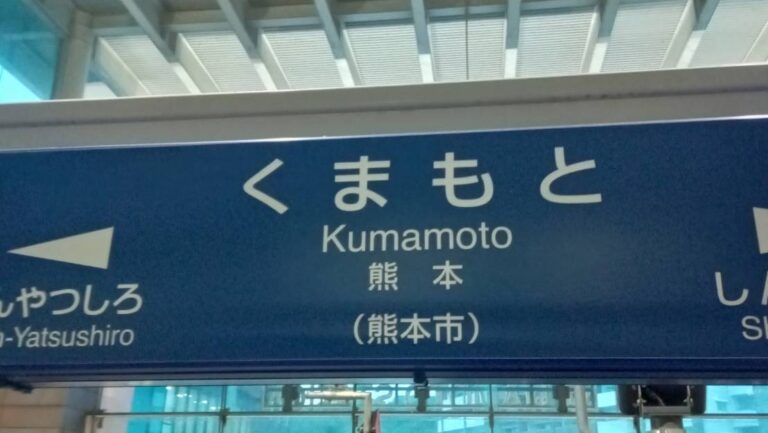 くまもと
Kumamoto
熊本
(熊本市)
んやつしろ
n-Yatsushiro
し
S